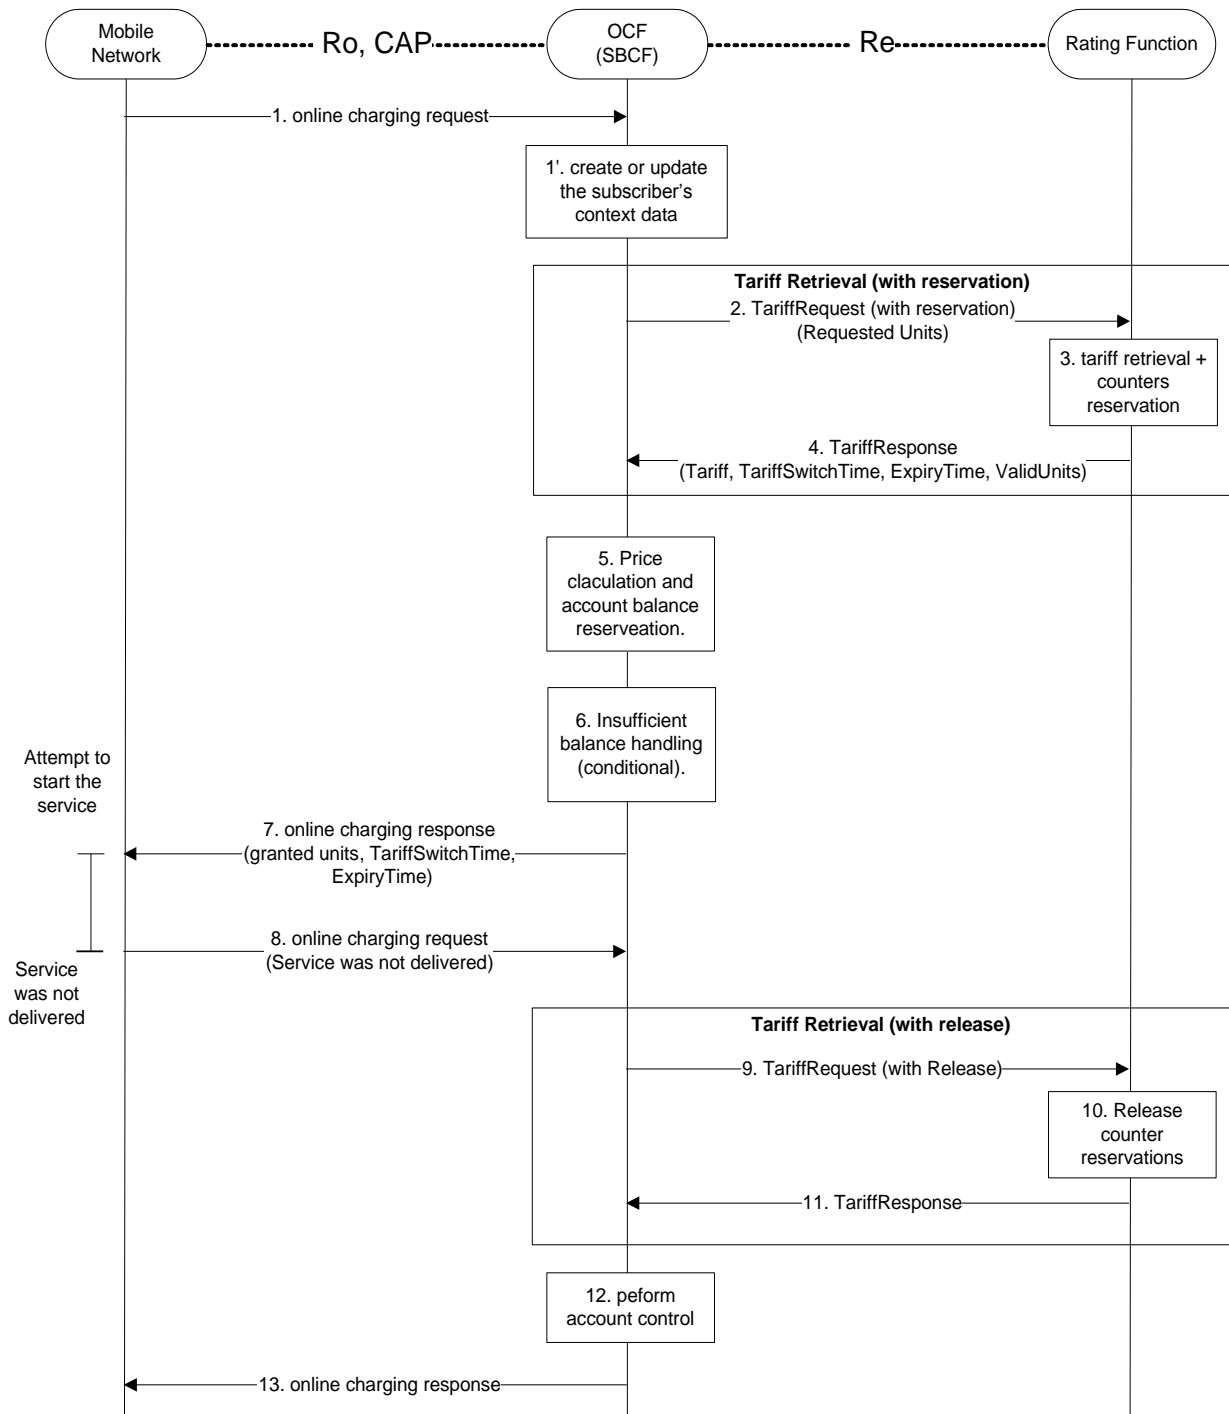 Mobile
Network
Ro, CAP
OCF
(SBCF)
Re
Rating Function
1. online charging request
1'. create or update
the subscriber's
context data
Tariff Retrieval (with reservation)
2. TariffRequest (with reservation)
(Requested Units)
3. tariff retrieval +
counters
reservation
4. TariffResponse
(Tariff, TariffSwitchTime, ExpiryTime, ValidUnits)
5. Price
claculation and
account balance
reserveation.
6. Insufficient
balance handling
(conditional).
Attempt to
start the
service
7. online charging response
(granted units, TariffSwitchTime,
ExpiryTime)
8. online charging request
(Service was not delivered)
Service
was not
delivered
Tariff Retrieval (with release)
9. TariffRequest (with Release)
10. Release
counter
reservations
11. TariffResponse
12. peform
account control
13. online charging response